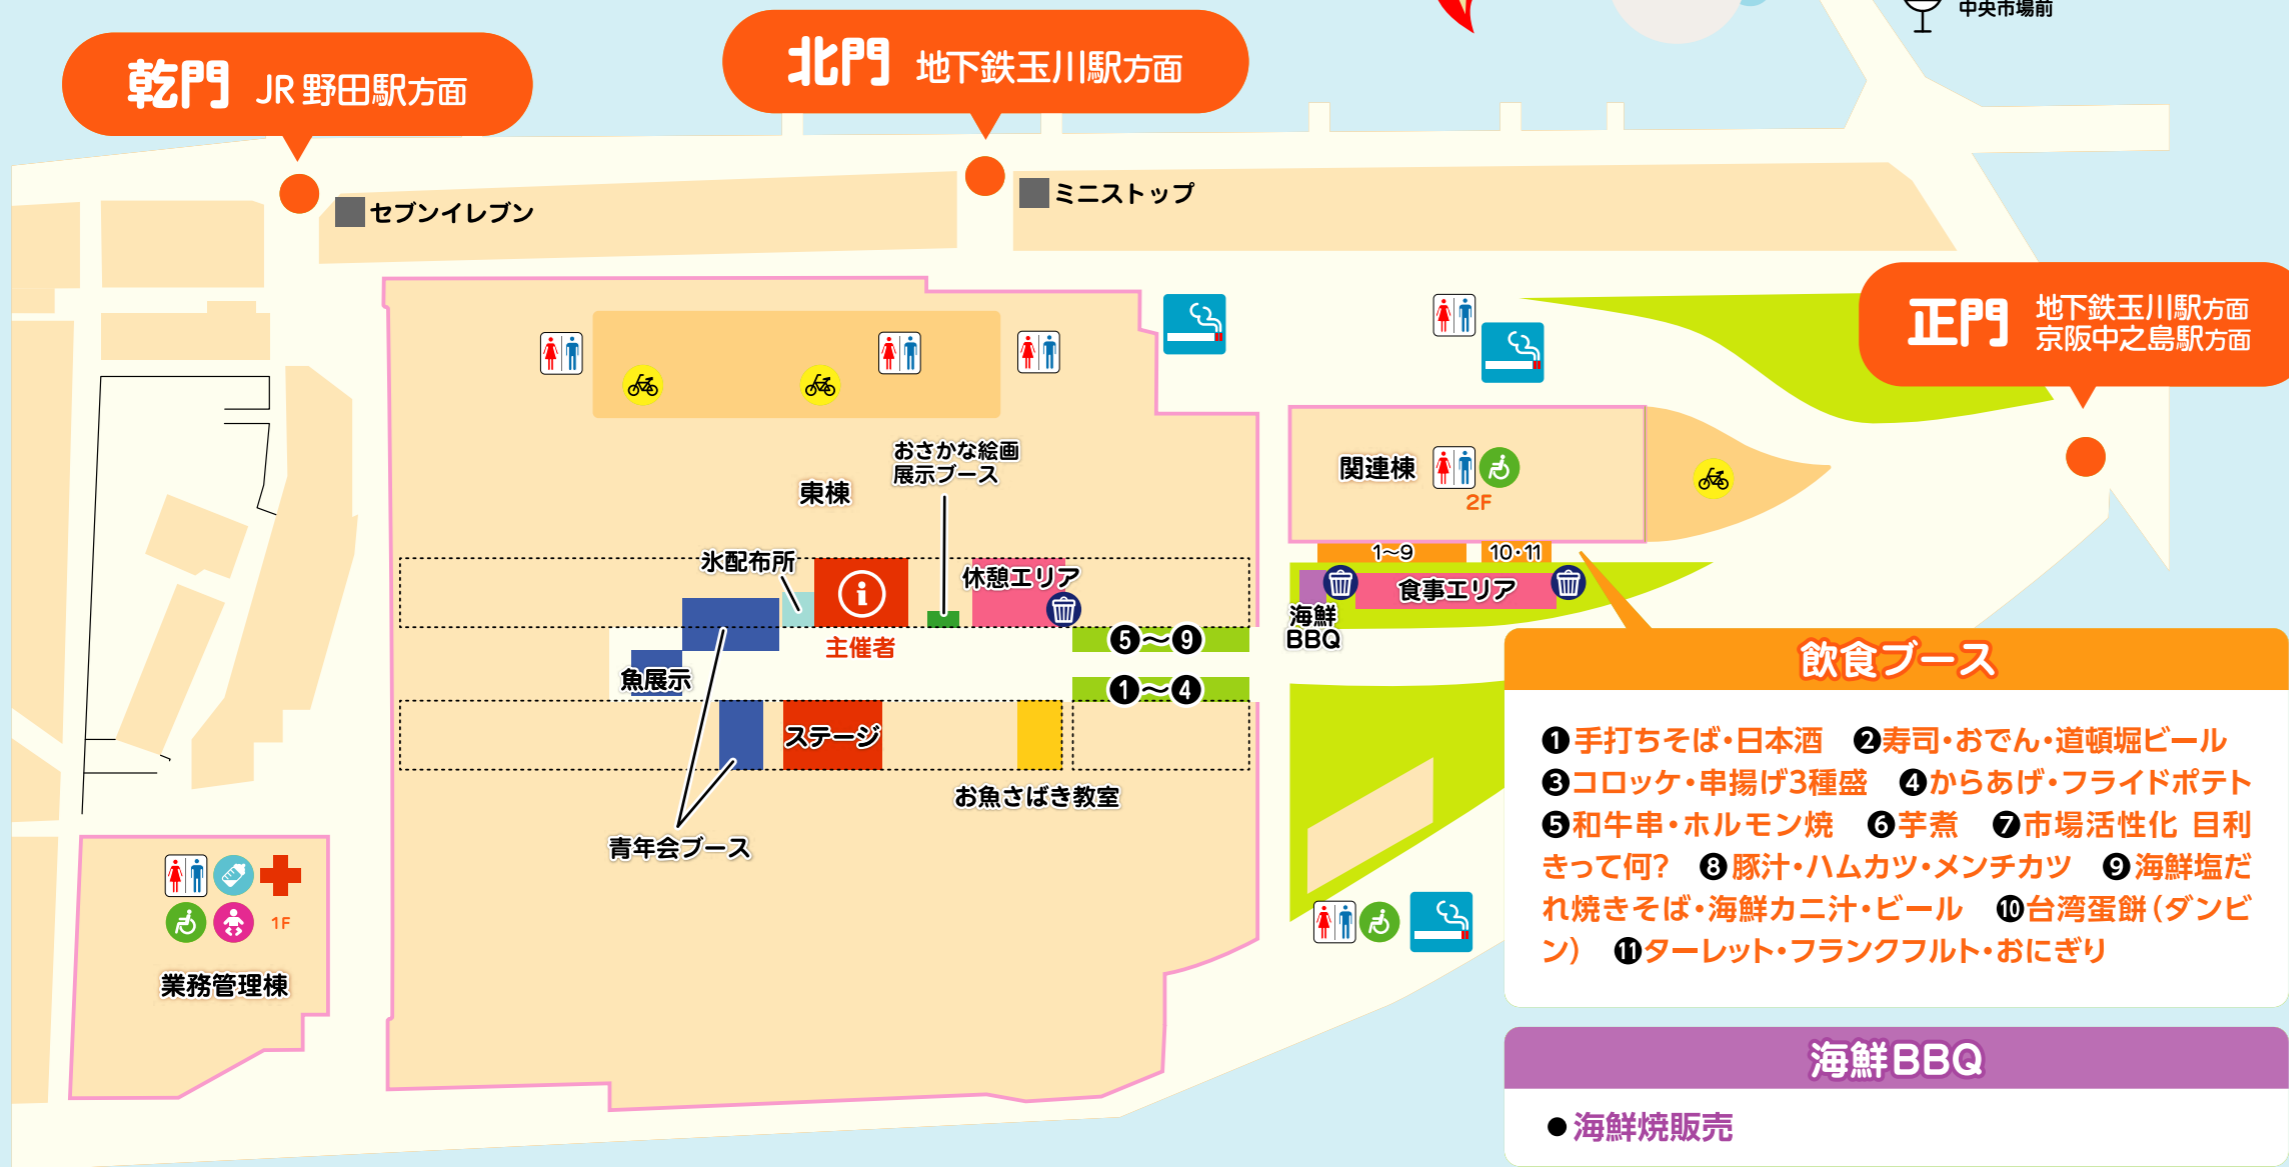 中央市場前
乾門 JR 野田駅方面
北門 地下鉄玉川駅方面
セブンイレブン
ミニストップ
正門 地下鉄玉川駅方面
京阪中之島駅方面
おさかな絵画
展示ブース
東棟
関連棟
2F
氷配布所
休憩エリア
1～9
10・11
食事エリア
海鮮
BBQ
主催者
❺～❾
魚展示
❶～❹
ステージ
お魚さばき教室
青年会ブース
1F
業務管理棟
飲食ブース
❶手打ちそば・日本酒 ❷寿司・おでん・道頓堀ビール
❸コロッケ・串揚げ3種盛 ❹からあげ・フライドポテト
❺和牛串・ホルモン焼 ❻芋煮 ❼市場活性化 目利
きって何? ❽豚汁・ハムカツ・メンチカツ ❾海鮮塩だ
れ焼きそば・海鮮カニ汁・ビール ❿台湾蛋餅（ダンビ
ン） ⓫ターレット・フランクフルト・おにぎり
海鮮BBQ
●海鮮焼販売